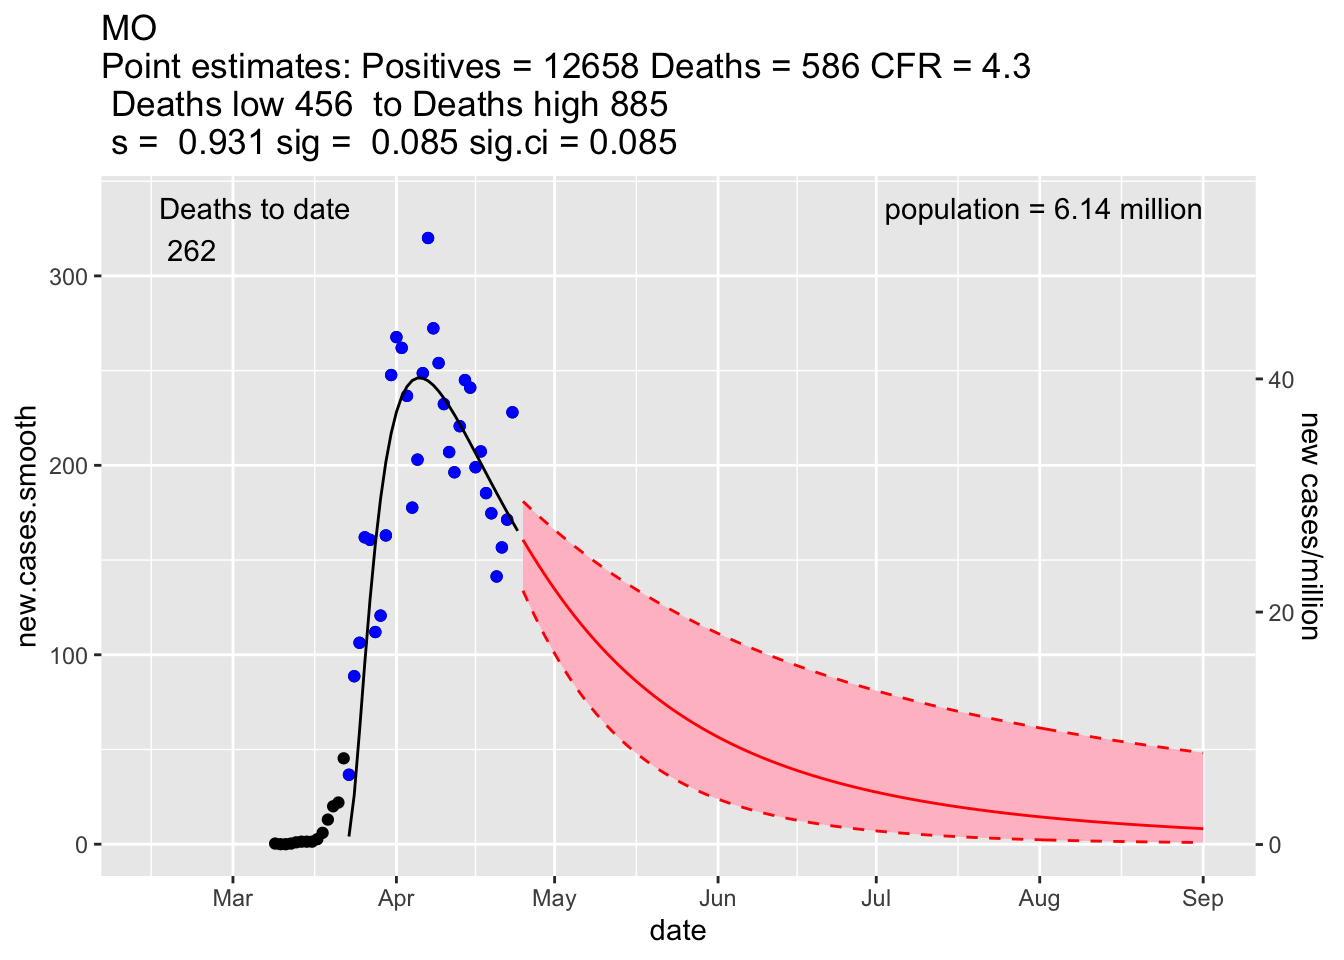 MO
Point estimates: Positives = 12658 Deaths = 586 CFR = 4.3
Deaths low 456  to Deaths high 885
s =  0.931 sig =  0.085 sig.ci = 0.085
Deaths to date
262
population = 6.14 million
300
200
100
0
new.cases.smooth
40
20
0
new cases/million
Mar Apr May Jun Jul Aug Sep
date